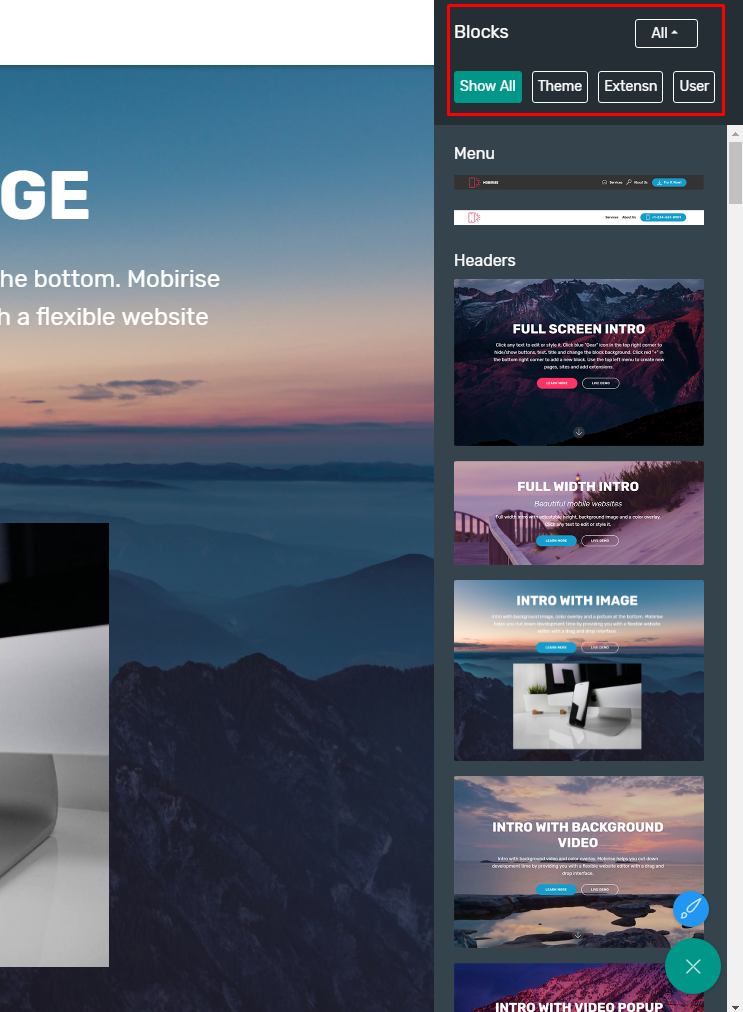 GE
he bottom. Mobirise
h a flexible website
Blocks
All
Show All Theme Extensn User
Menu
MOBIRISE Services About Us Try It Now!
Services About Us +1-234-567-8901
Headers
FULL SCREEN INTRO
Click any text to edit or style it. Click blue "Gear" icon in the top right corner to
hide/show buttons, text, title and change the block background. Click red "+" in
the bottom right corner to add a new block. Use the top left menu to create new
pages, sites and add extensions.
LEARN MORE LIVE DEMO
FULL WIDTH INTRO
Beautiful mobile websites
Full width intro with adjustable height, background image and a color overlay.
Click any text to edit or style it.
LEARN MORE LIVE DEMO
INTRO WITH IMAGE
Intro with background image, color overlay and a picture at the bottom. Mobirise
helps you cut down development time by providing you with a flexible website
editor with a drag and drop interface.
LEARN MORE LIVE DEMO
INTRO WITH BACKGROUND
VIDEO
Intro with background video and color overlay. Mobirise helps you cut down
development time by providing you with a flexible website editor with a drag and
drop interface.
LEARN MORE LIVE DEMO
INTRO WITH VIDEO POPUP